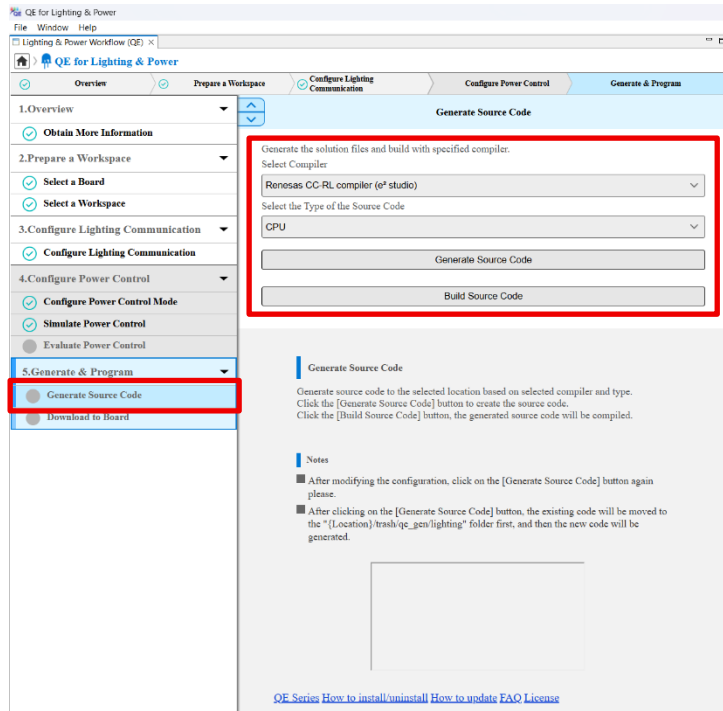 QE for Lighting & Power
File Window Help
Lighting & Power Workflow (QE)
QE for Lighting & Power
Overview
Prepare a Workspace
Configure Lighting
Communication
Configure Power Control
Generate & Program
1.Overview
Obtain More Information
2.Prepare a Workspace
Select a Board
Select a Workspace
3.Configure Lighting Communication
Configure Lighting Communication
4.Configure Power Control
Configure Power Control Mode
Simulate Power Control
Evaluate Power Control
5.Generate & Program
Generate Source Code
Download to Board
Generate Source Code
Generate the solution files and build with specified compiler.
Select Compiler
Renesas CC-RL compiler (e² studio)
Select the Type of the Source Code
CPU
Generate Source Code
Build Source Code
Generate Source Code
Generate source code to the selected location based on selected compiler and type.
Click the [Generate Source Code] button to create the source code.
Click the [Build Source Code] button, the generated source code will be compiled.
Notes
After modifying the configuration, click on the [Generate Source Code] button again
please.
After clicking on the [Generate Source Code] button, the existing code will be moved to
the "{Location}/trash/qe_gen/lighting" folder first, and then the new code will be
generated.
QE Series How to install/uninstall How to update FAQ License